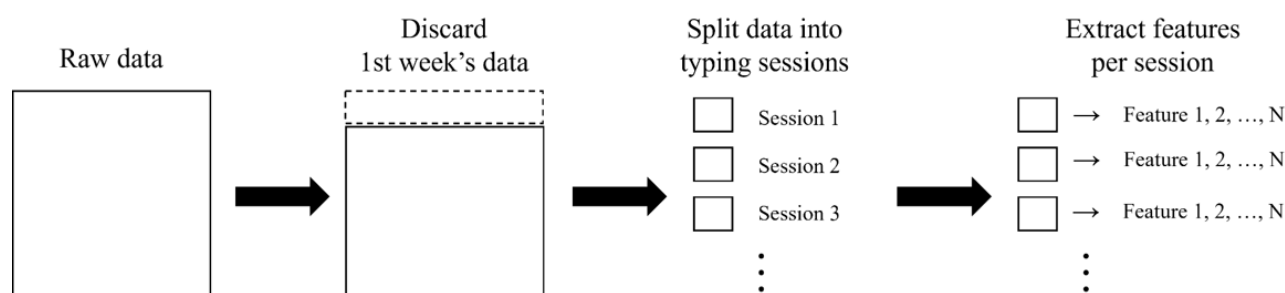 Raw data
Discard
1st week's data
Split data into
typing sessions
Extract features
per session
Session 1
Session 2
Session 3
→ Feature 1, 2, …, N
→ Feature 1, 2, …, N
→ Feature 1, 2, …, N